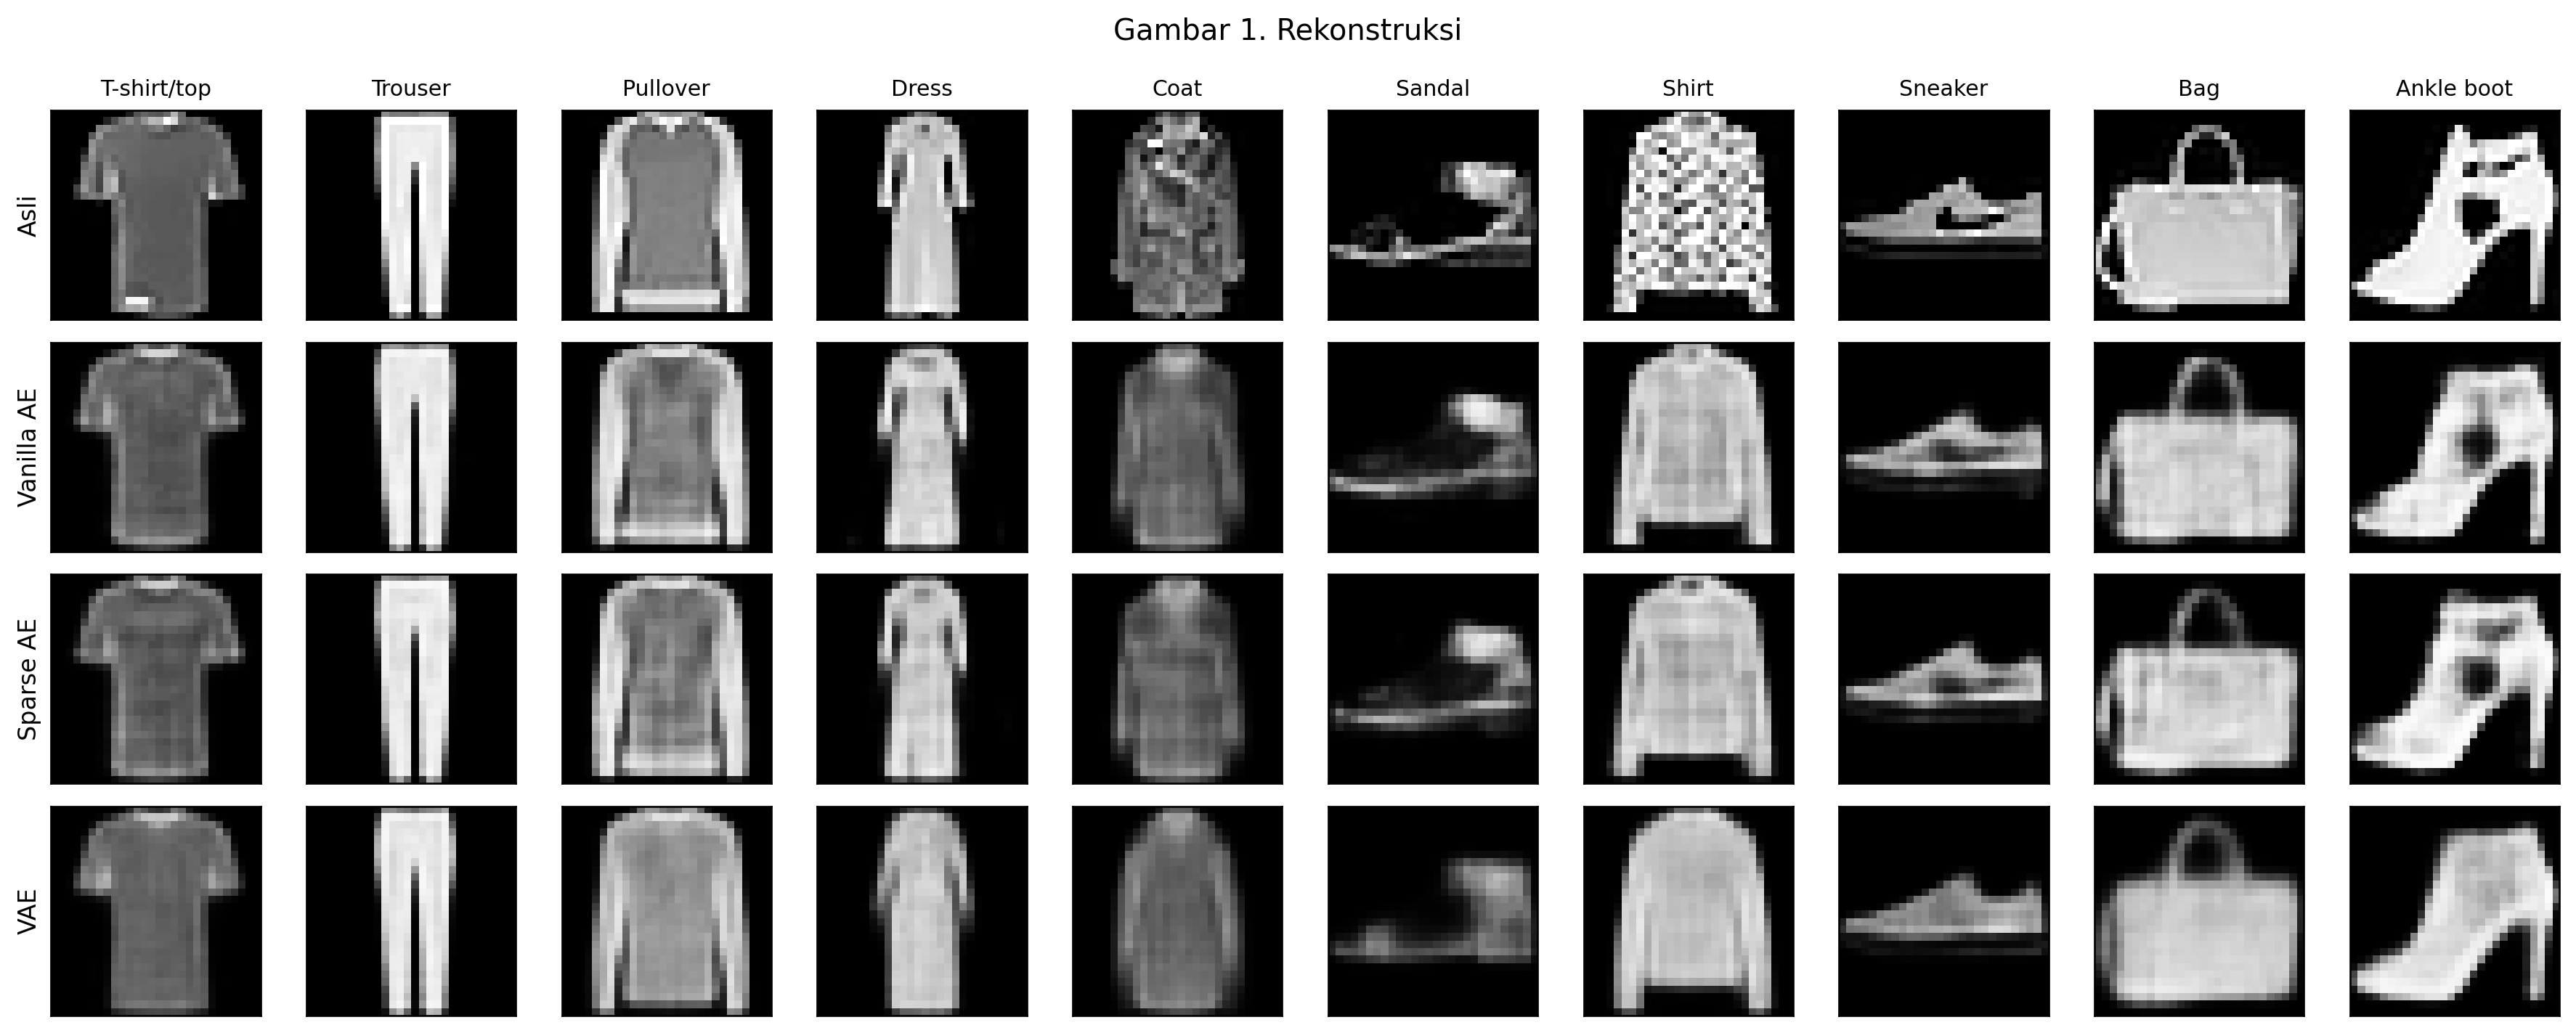 Gambar 1. Rekonstruksi
T-shirt/top Trouser Pullover Dress Coat Sandal Shirt Sneaker Bag Ankle boot
Asli
Vanilla AE
Sparse AE
VAE